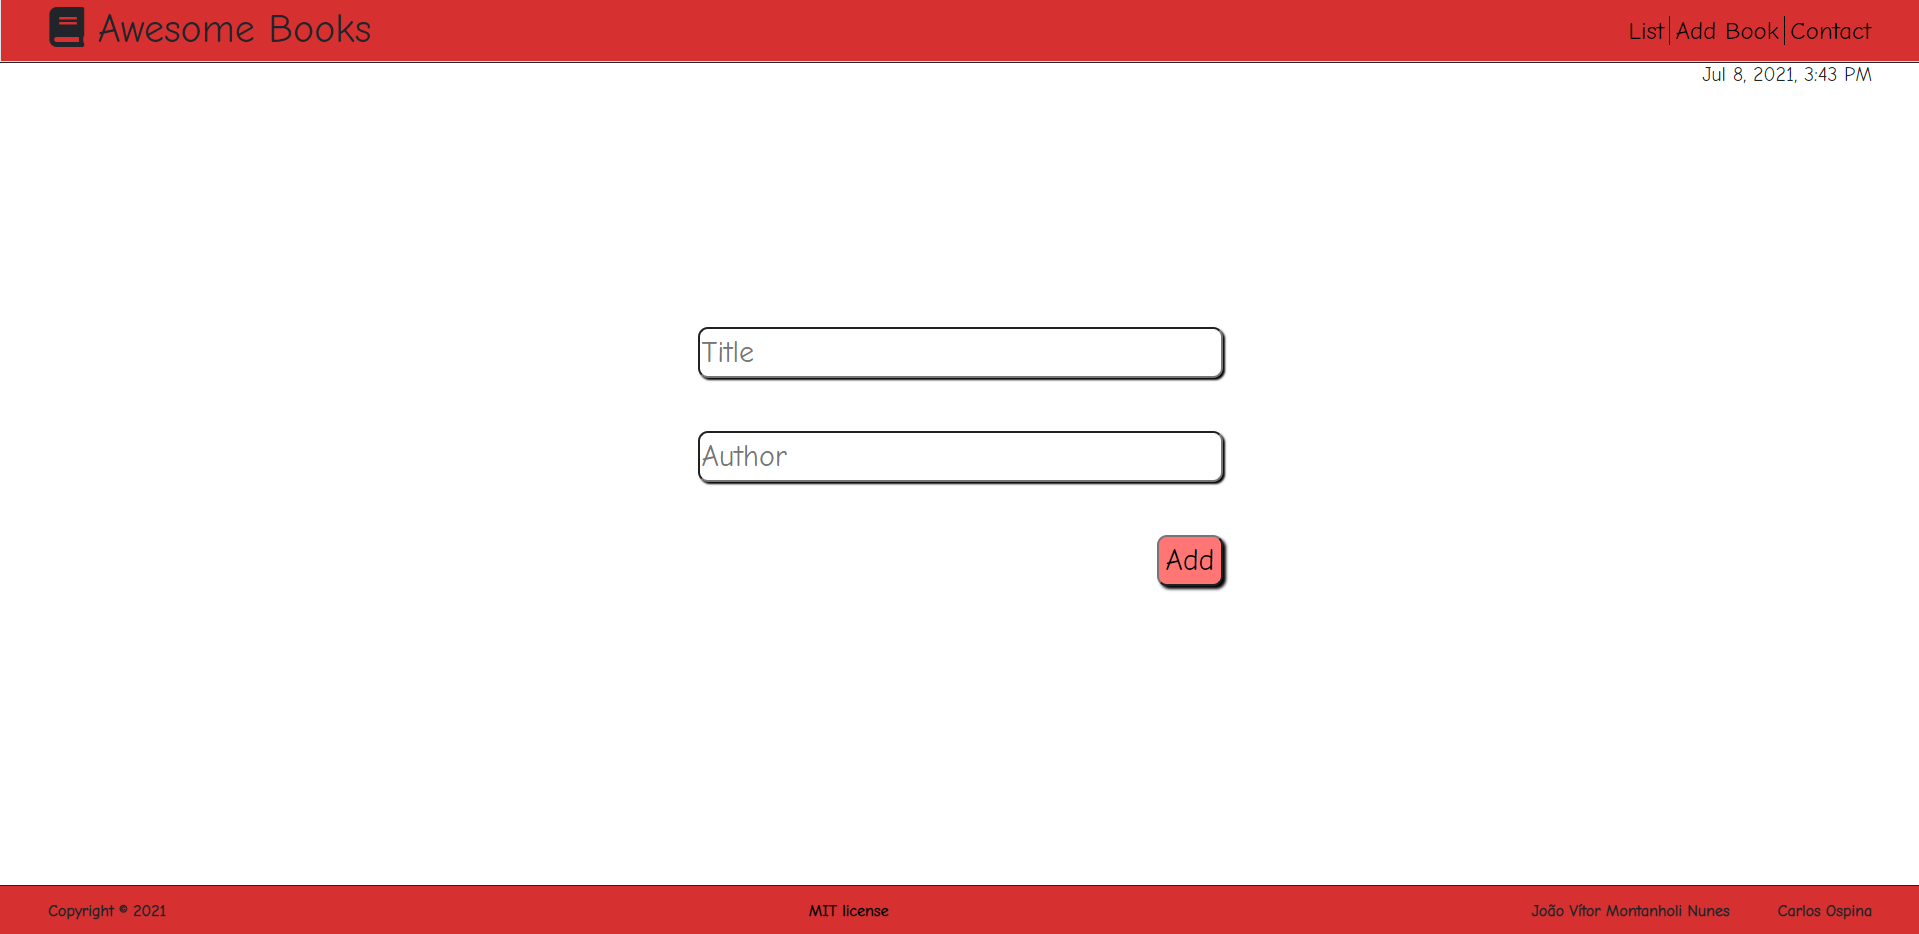 Awesome Books
List Add Book Contact
Jul 8, 2021, 3:43 PM
Title
Author
Add
Copyright © 2021
MIT license
João Vítor Montanholi Nunes
Carlos Ospina